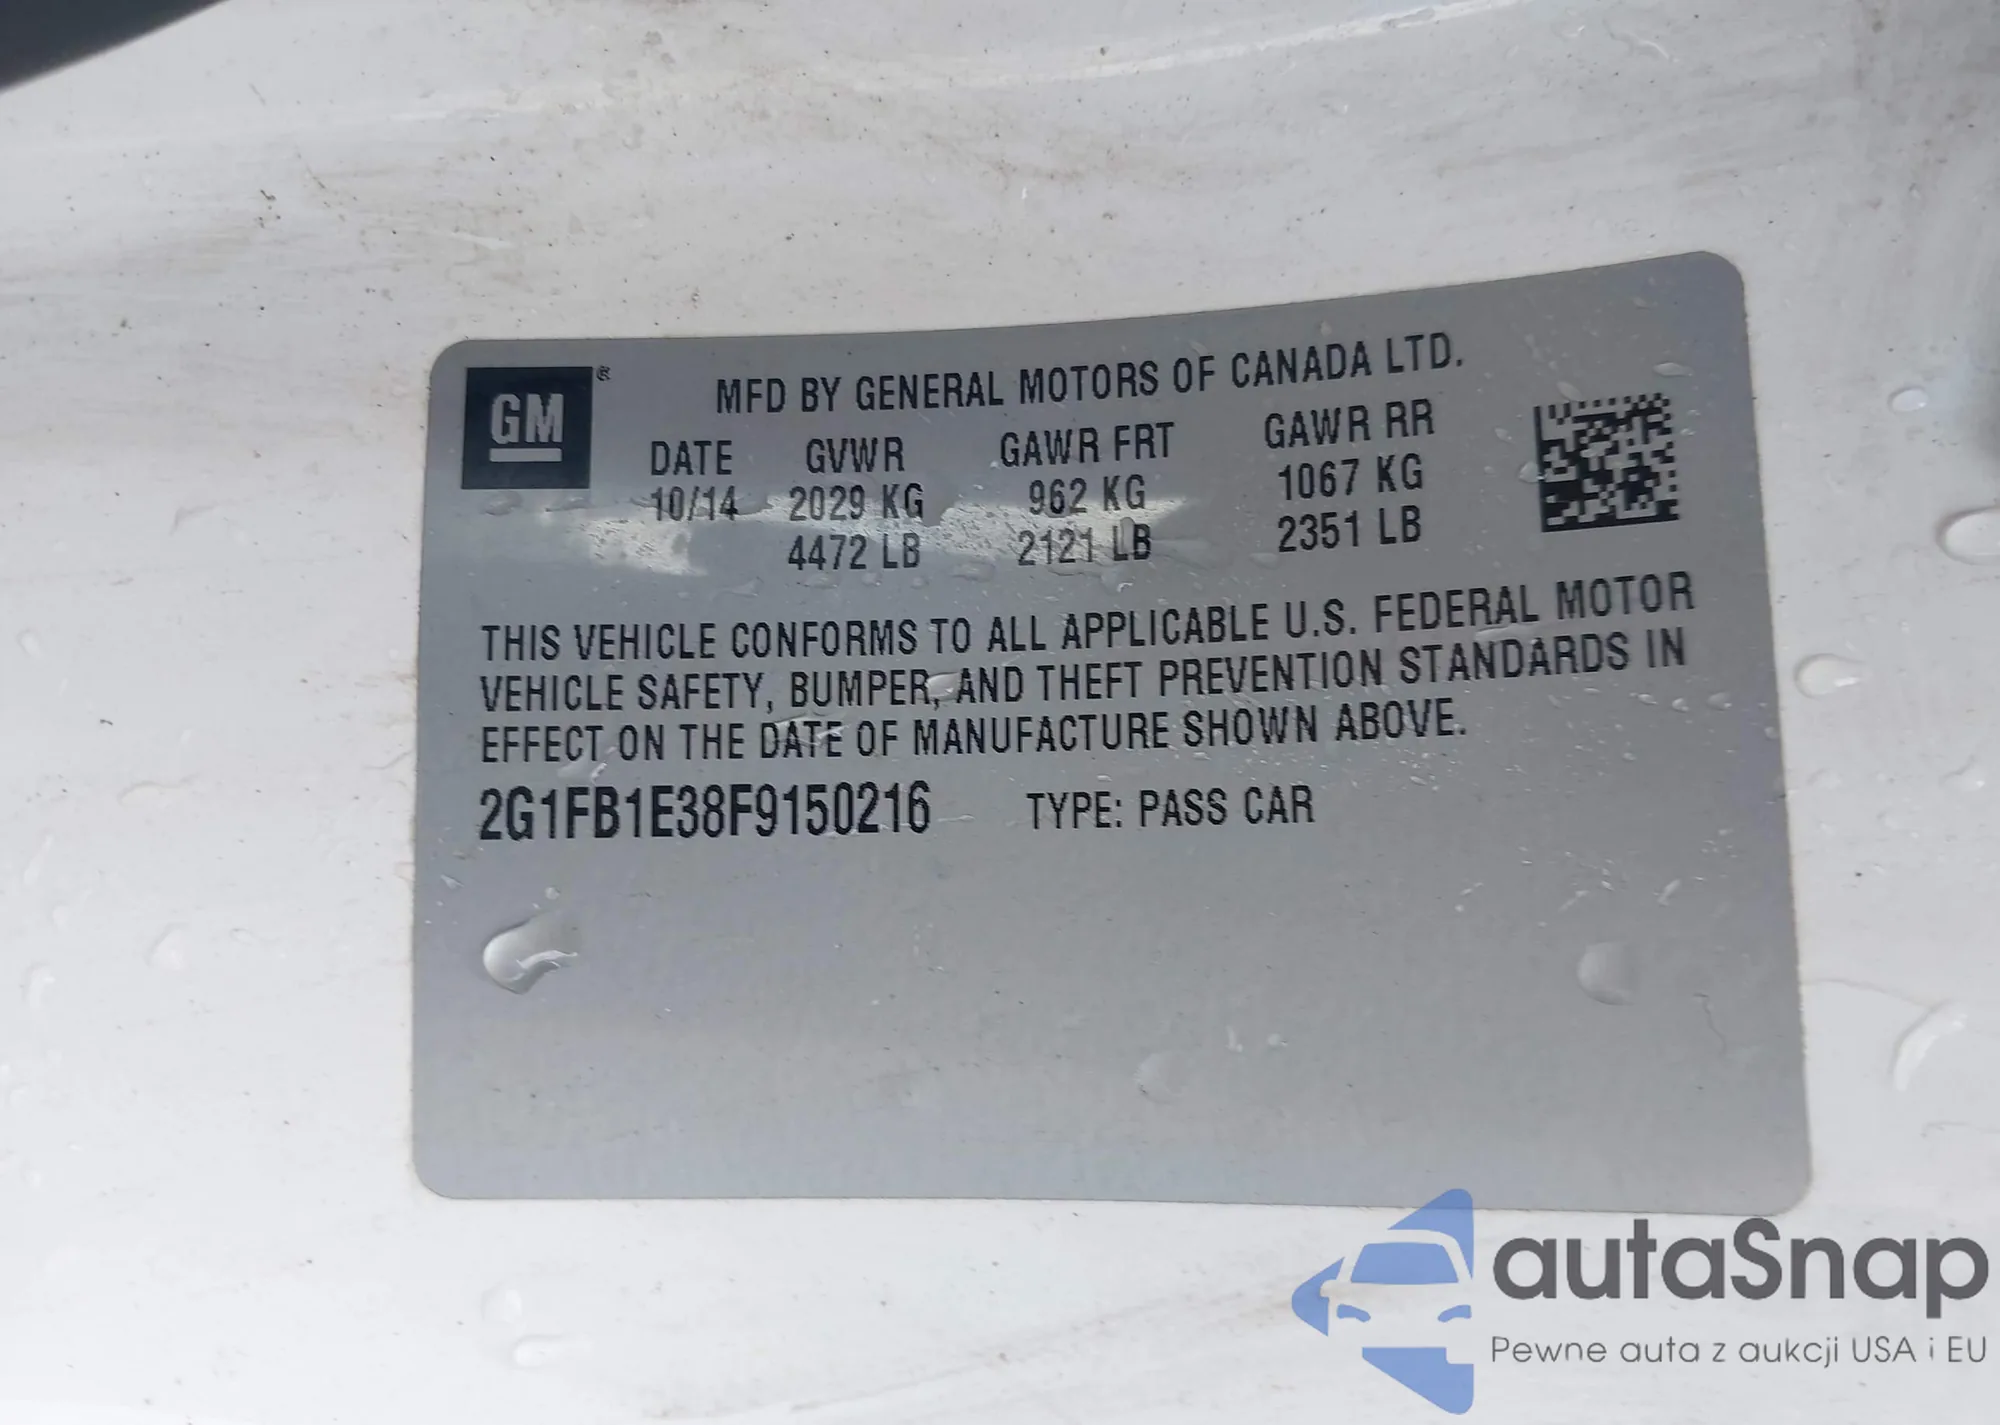 GM ®
MFD BY GENERAL MOTORS OF CANADA LTD.
DATE GVWR GAWR FRT GAWR RR
10/14 2029 KG 962 KG 1067 KG
4472 LB 2121 LB 2351 LB
THIS VEHICLE CONFORMS TO ALL APPLICABLE U.S. FEDERAL MOTOR
VEHICLE SAFETY, BUMPER, AND THEFT PREVENTION STANDARDS IN
EFFECT ON THE DATE OF MANUFACTURE SHOWN ABOVE.
2G1FB1E38F9150216 TYPE: PASS CAR
autaSnap
Pewne auta z aukcji USA i EU